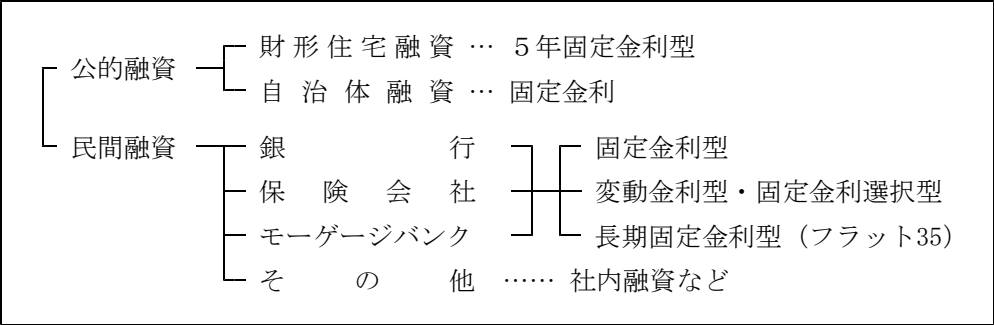 公的融資
財形住宅融資 … ５年固定金利型
自治体融資 … 固定金利
民間融資
銀行
固定金利型
保険会社
変動金利型・固定金利選択型
モーゲージバンク
長期固定金利型（フラット35）
その他 …… 社内融資など